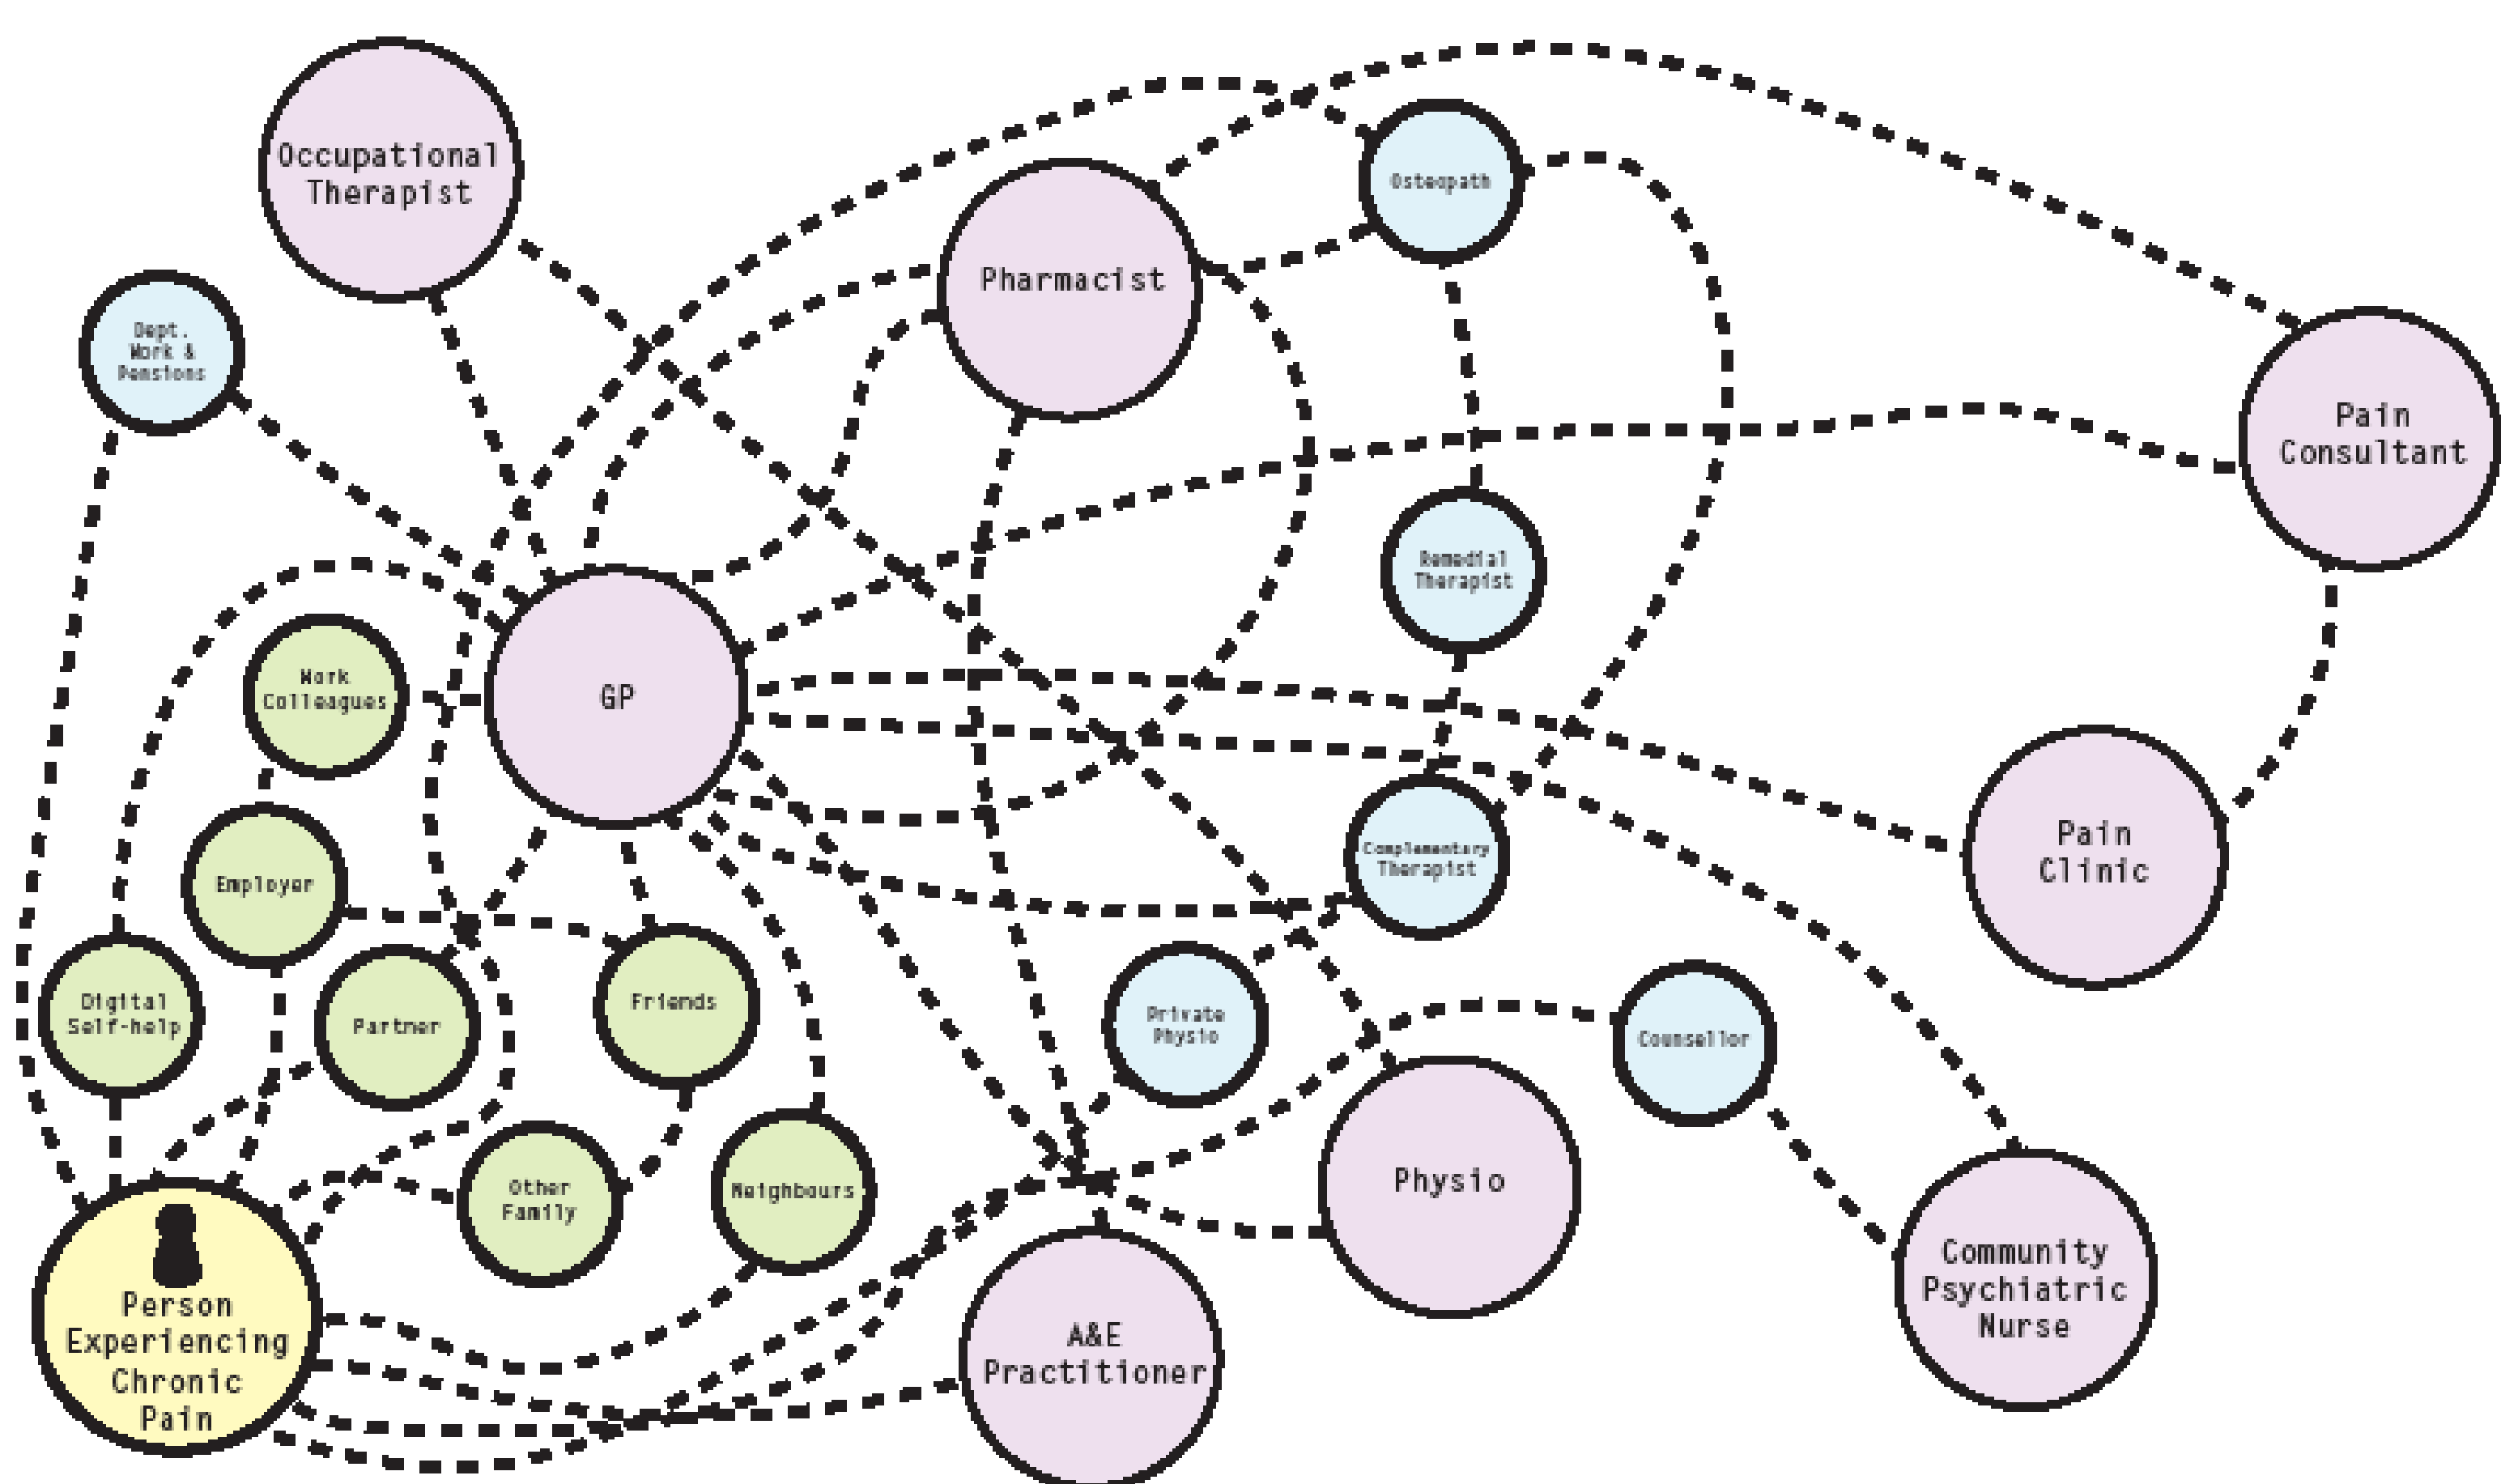 Occupational
Therapist
Osteopath
Pharmacist
Dept.
Work &
Pensions
Pain
Consultant
Remedial
Therapist
Work
Colleagues
GP
Pain
Clinic
Complementary
Therapist
Employer
Digital
Self-help
Partner
Friends
Private
Physio
Counsellor
Physio
Other
Family
Neighbours
Community
Psychiatric
Nurse
Person
Experiencing
Chronic
Pain
A&E
Practitioner